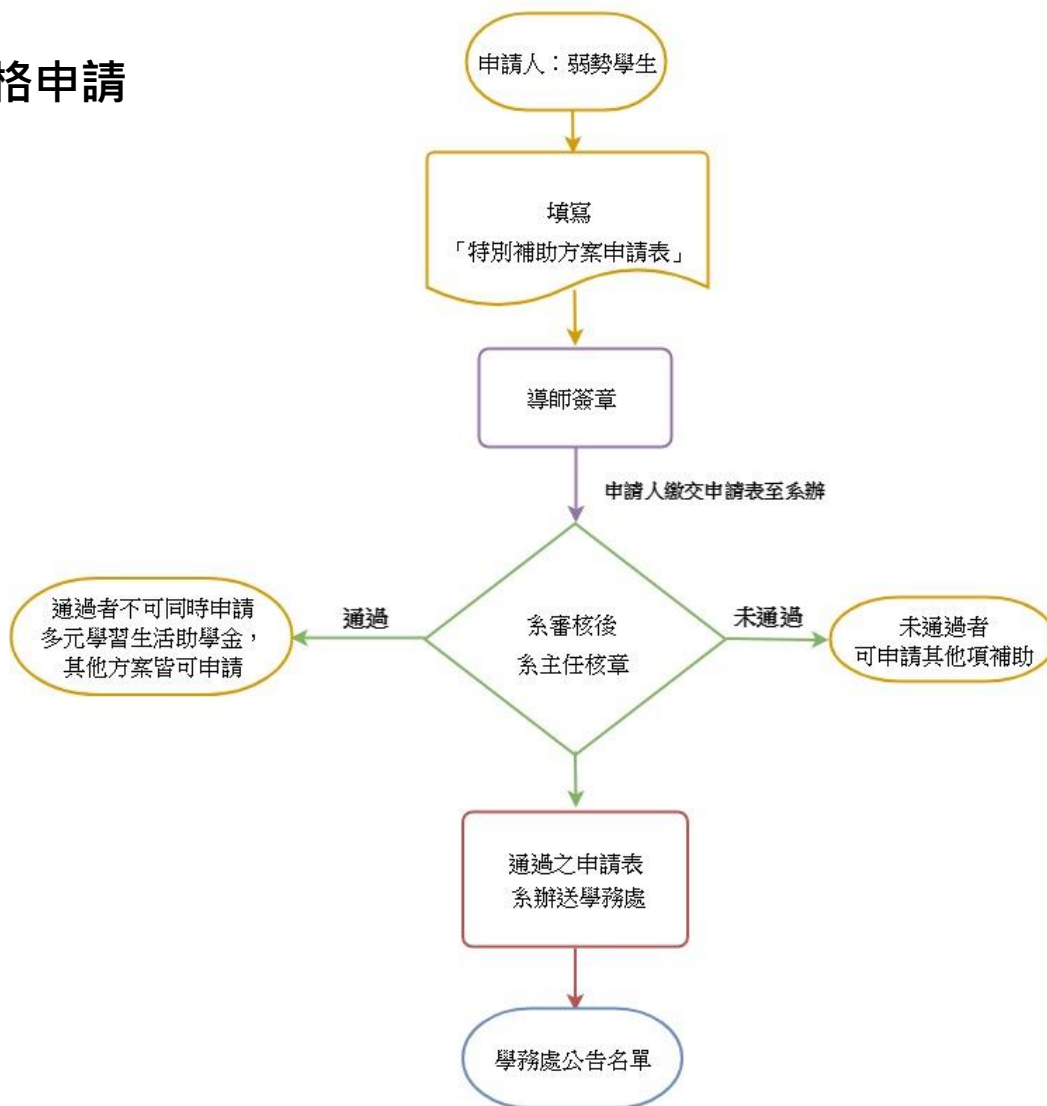 格申請
申請人：弱勢學生
填寫
「特別補助方案申請表」
導師簽章
申請人繳交申請表至系辦
通過者不可同時申請
多元學習生活助學金，
其他方案皆可申請
通過
系審核後
系主任核章
未通過
未通過者
可申請其他項補助
通過之申請表
系辦送學務處
學務處公告名單